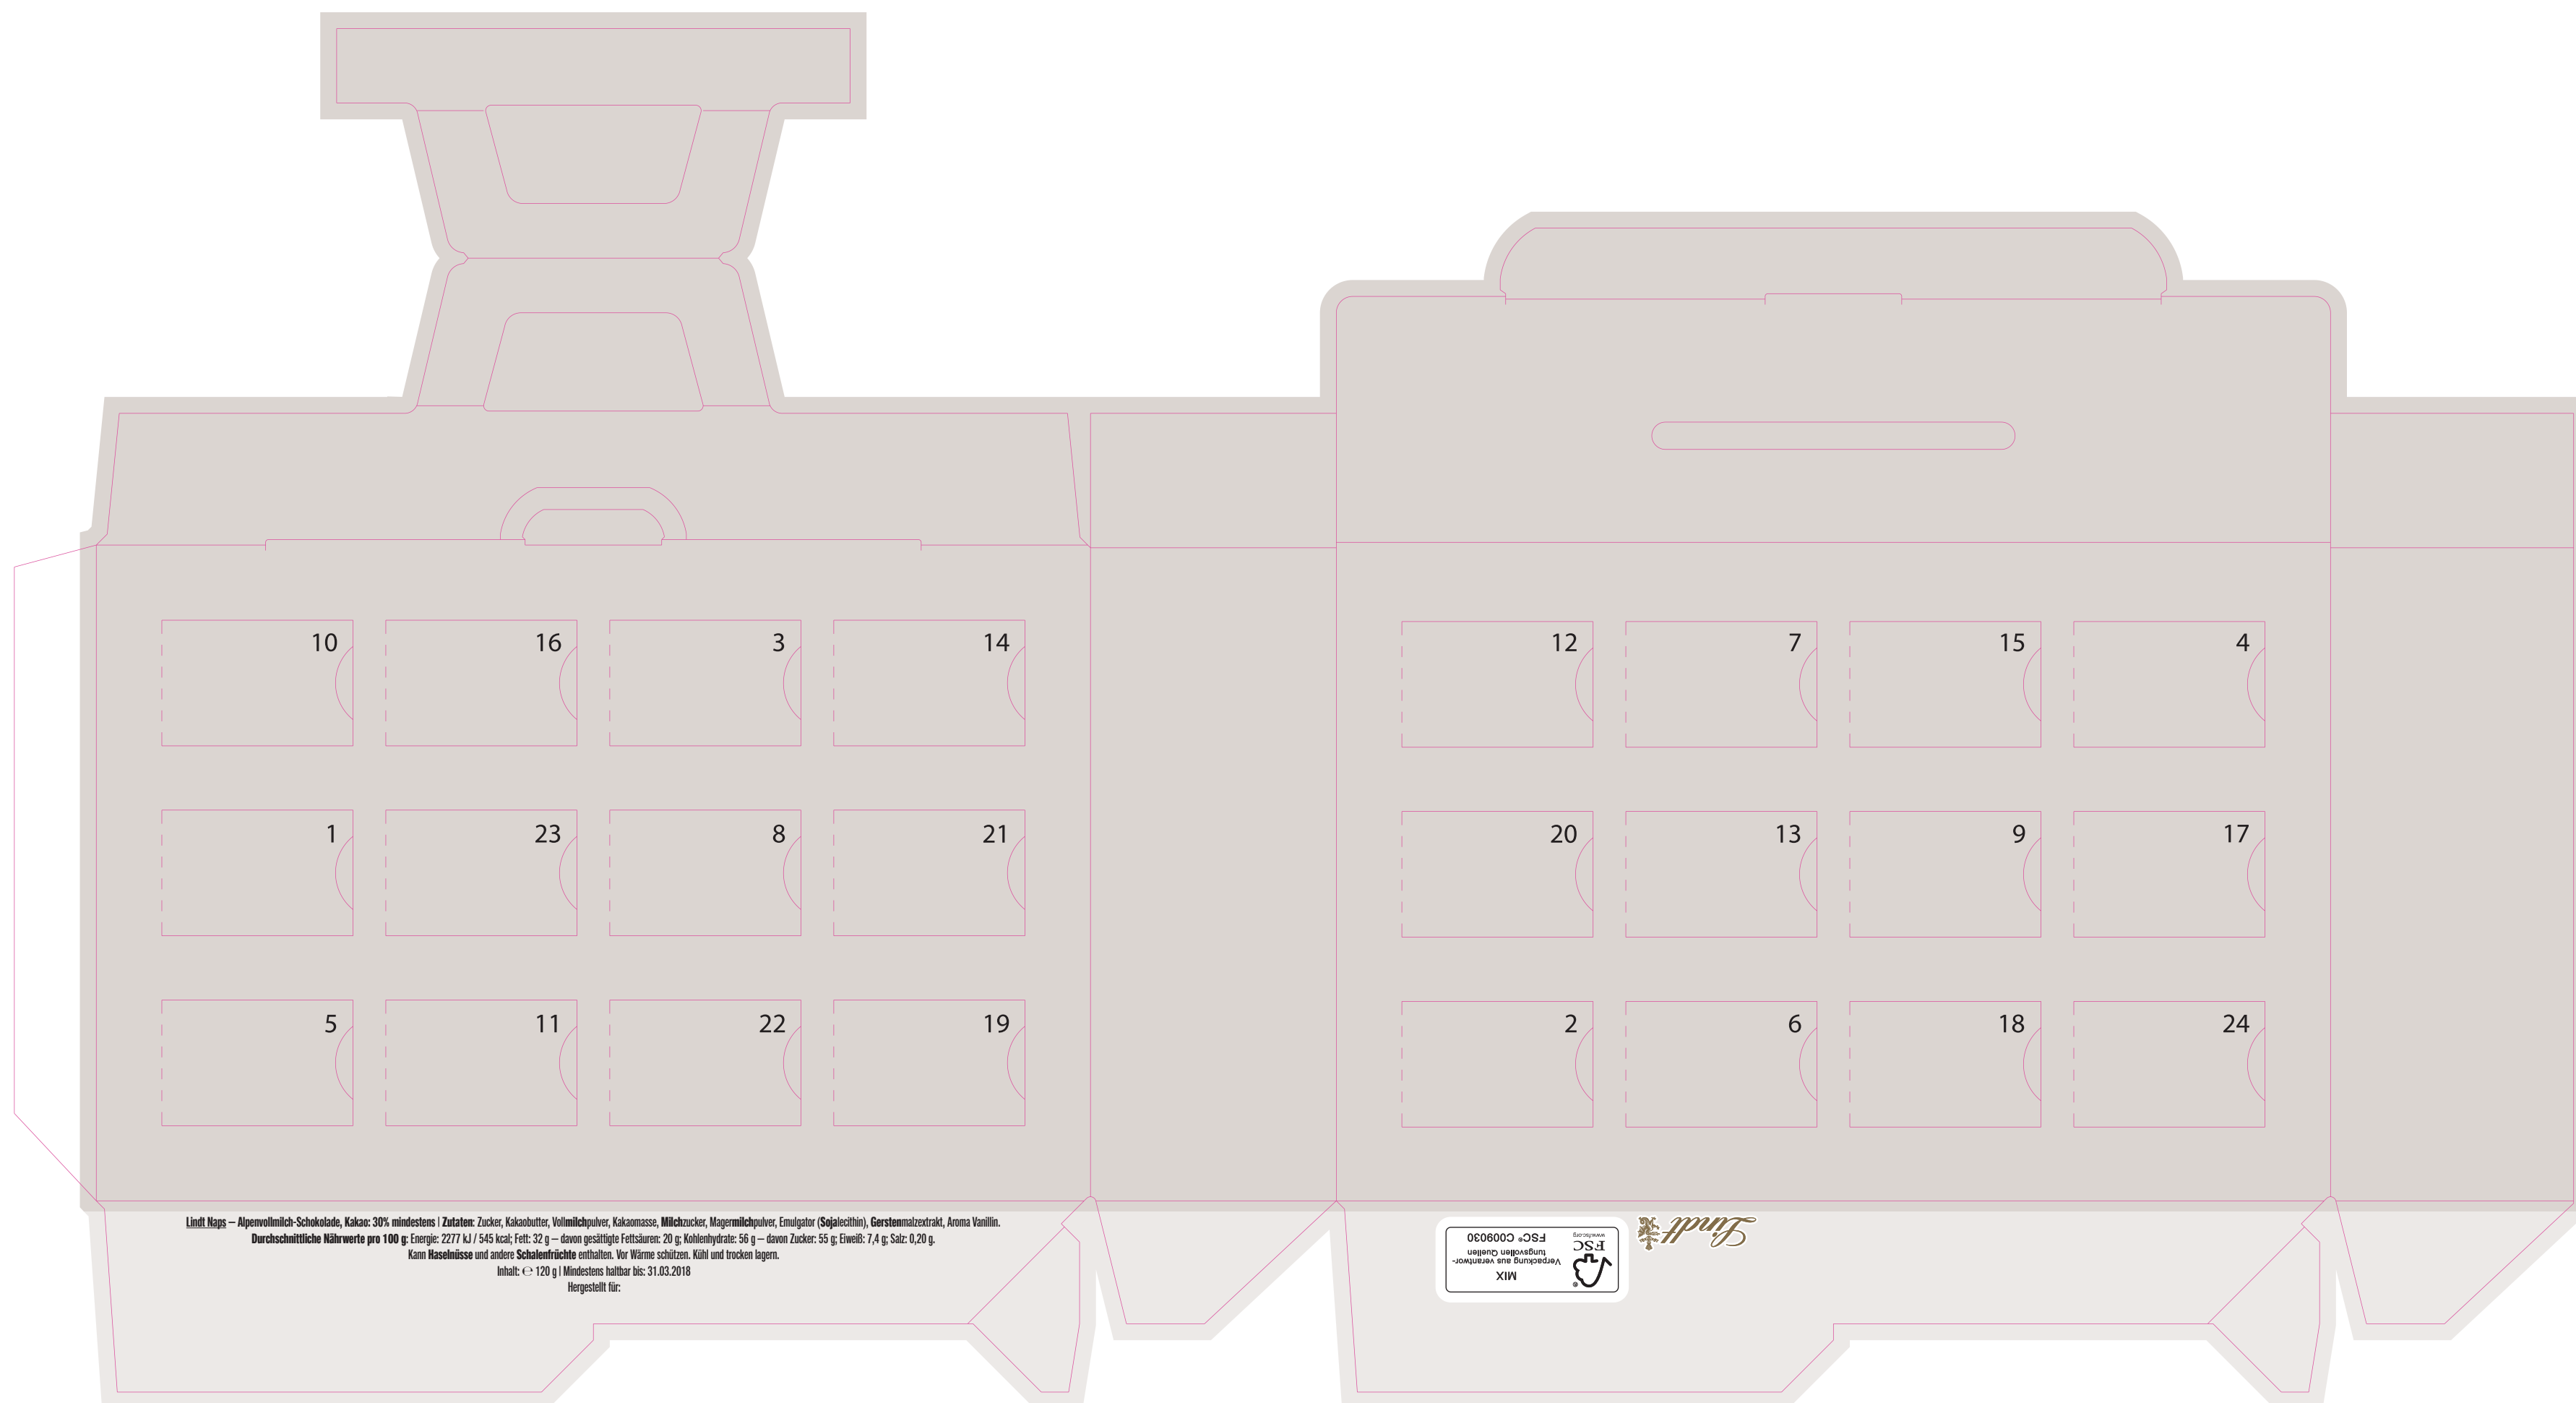 10 16 3 14
12 7 15 4
1 23 8 21
20 13 9 17
5 11 22 19
2 6 18 24
Lindt Naps – Alpenvollmilch-Schokolade, Kakao: 30% mindestens | Zutaten: Zucker, Kakaobutter, Vollmilchpulver, Kakaomasse, Milchzucker, Magermilchpulver, Emulgator (Sojalecithin), Gerstenmalzextrakt, Aroma Vanillin.
Durchschnittliche Nährwerte pro 100 g: Energie: 2277 kJ / 545 kcal; Fett: 32 g – davon gesättigte Fettsäuren: 20 g; Kohlenhydrate: 56 g – davon Zucker: 55 g; Eiweiß: 7,4 g; Salz: 0,20 g.
Kann Haselnüsse und andere Schalenfrüchte enthalten. Vor Wärme schützen. Kühl und trocken lagern.
Inhalt: ℮ 120 g | Mindestens haltbar bis: 31.03.2018
Hergestellt für:
Lindt
®
FSC
www.fsc.org
MIX
Verpackung aus verantwor-
tungsvollen Quellen
FSC® C009030